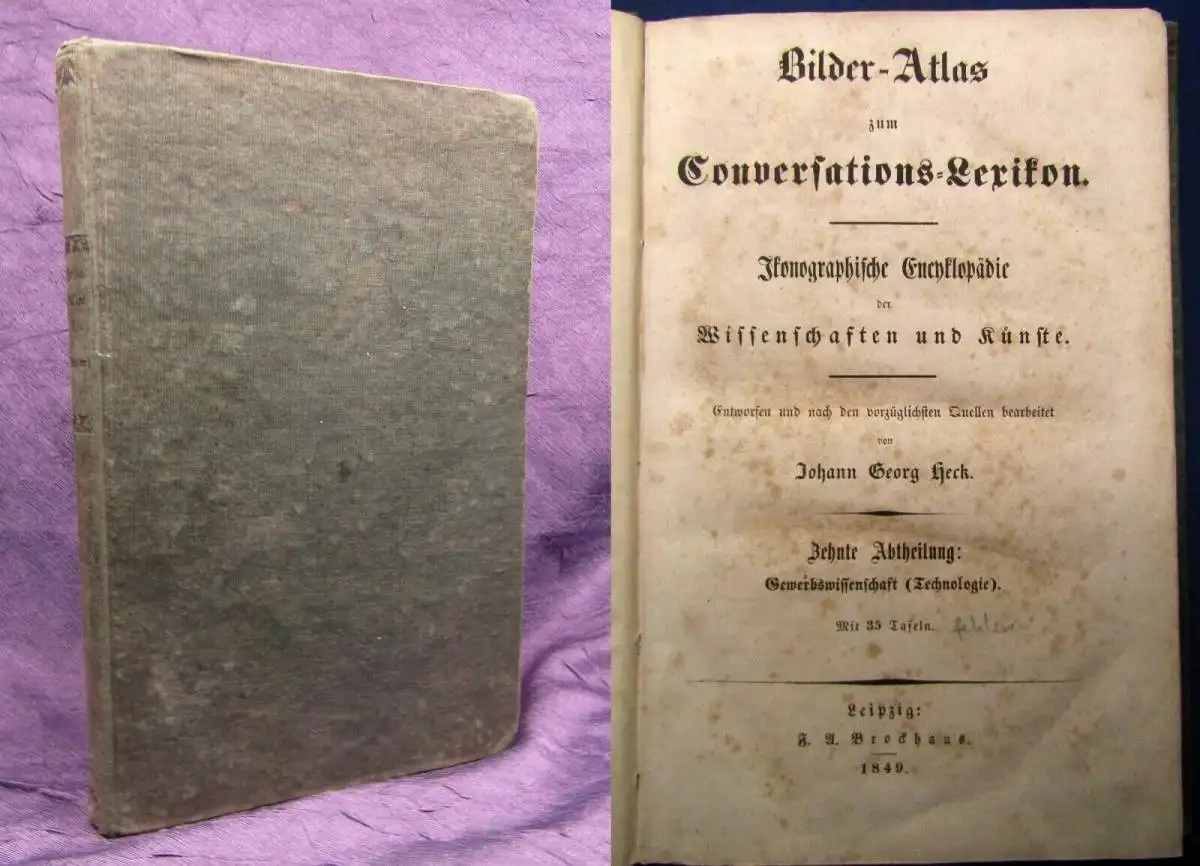 Bilder-Atlas
zum
Conversations-Lexikon.
Ikonographische Encyklopädie
der
Wissenschaften und Künste.
Entworfen und nach den vorzüglichsten Quellen bearbeitet
von
Johann Georg Heck.
Zehnte Abtheilung:
Gewerbswissenschaft (Technologie).
Mit 35 Tafeln. fehlen
Leipzig:
F. A. Brockhaus.
1849.